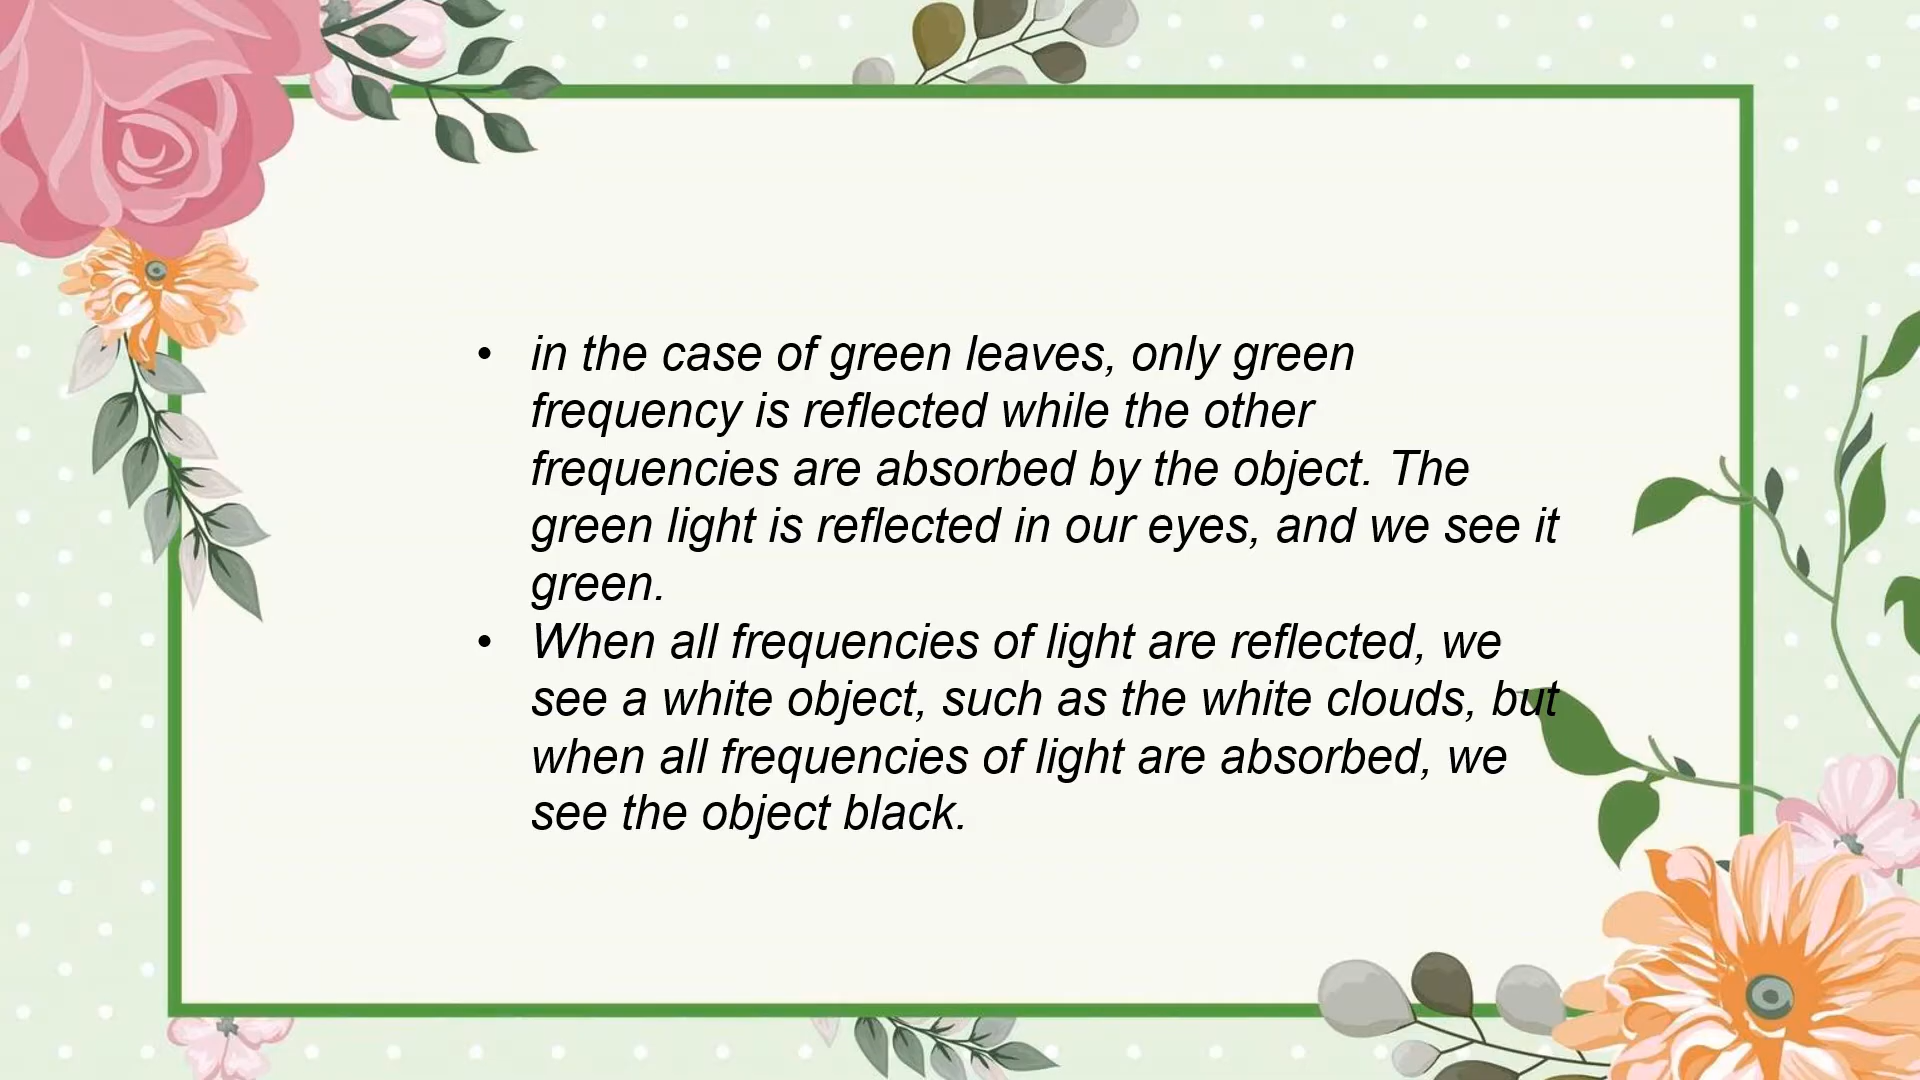 • in the case of green leaves, only green
frequency is reflected while the other
frequencies are absorbed by the object. The
green light is reflected in our eyes, and we see it
green.
• When all frequencies of light are reflected, we
see a white object, such as the white clouds, but
when all frequencies of light are absorbed, we
see the object black.